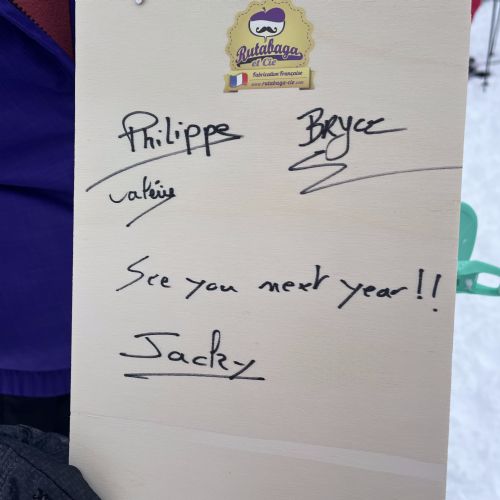 Rutabaga
et Cie
Fabrication Française
www.rutabaga-cie.com
Philippe Bryce
Valérie
See you next year!!
Jacky